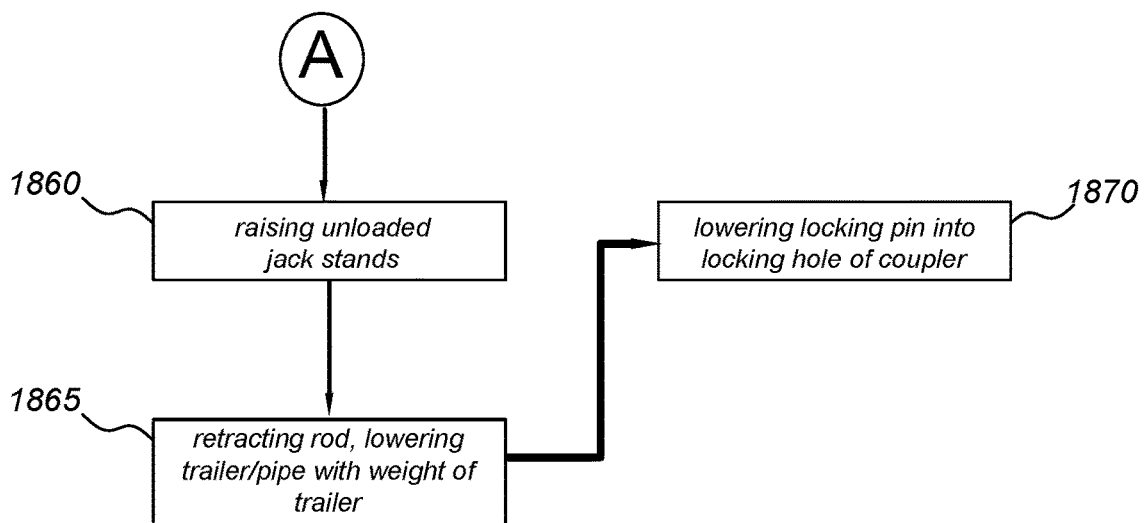 A
1860
raising unloaded
jack stands
1865
retracting rod, lowering
trailer/pipe with weight of
trailer
1870
lowering locking pin into
locking hole of coupler